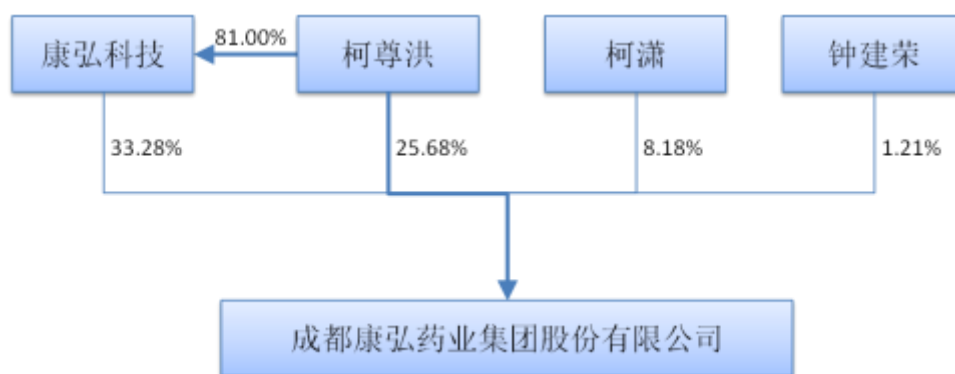 康弘科技
81.00%
柯尊洪
柯潇
钟建荣
33.28%
25.68%
8.18%
1.21%
成都康弘药业集团股份有限公司